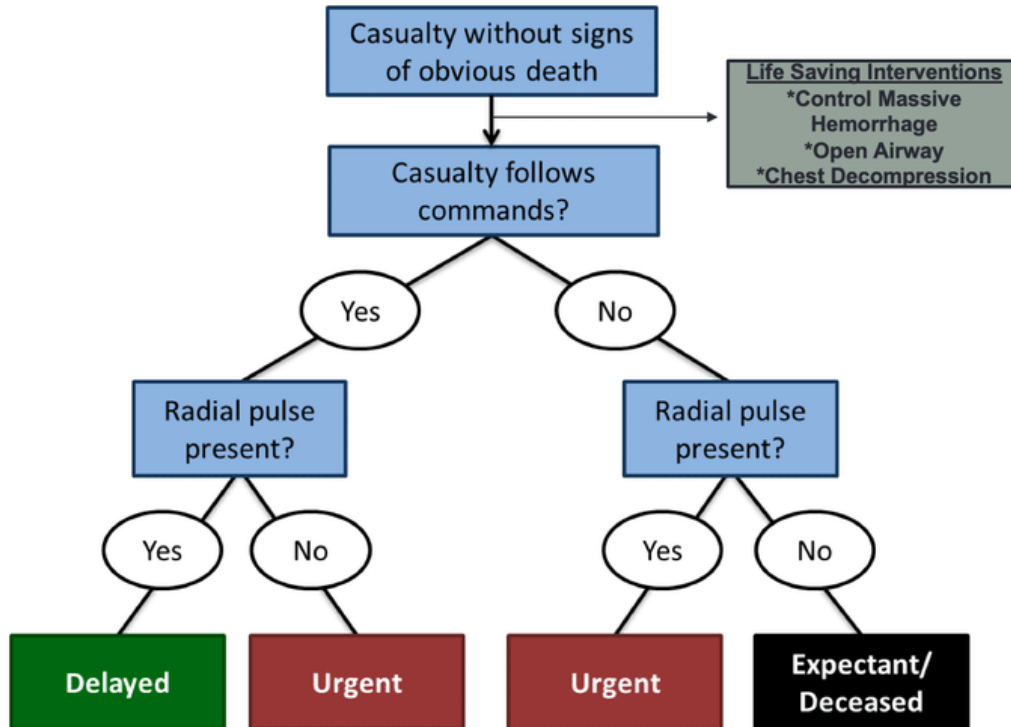 Casualty without signs
of obvious death
Life Saving Interventions
*Control Massive
Hemorrhage
*Open Airway
*Chest Decompression
Casualty follows
commands?
Yes
No
Radial pulse
present?
Radial pulse
present?
Yes
No
Yes
No
Delayed
Urgent
Urgent
Expectant/
Deceased